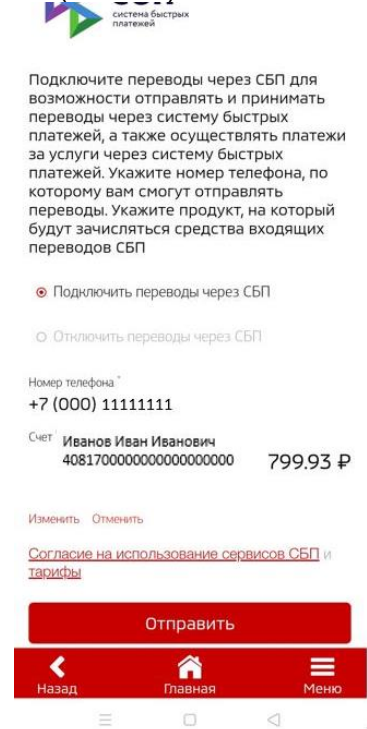 система быстрых
платежей
Подключите переводы через СБП для
возможности отправлять и принимать
переводы через систему быстрых
платежей, а также осуществлять платежи
за услуги через систему быстрых
платежей. Укажите номер телефона, по
которому вам смогут отправлять
переводы. Укажите продукт, на который
будут зачисляться средства входящих
переводов СБП
Подключить переводы через СБП
Отключить переводы через СБП
Номер телефона *
+7 (000) 11111111
Счет * Иванов Иван Иванович
4081700000000000000000 799.93 ₽
Изменить Отменить
Согласие на использование сервисов СБП и
тарифы
Отправить
Назад Главная Меню